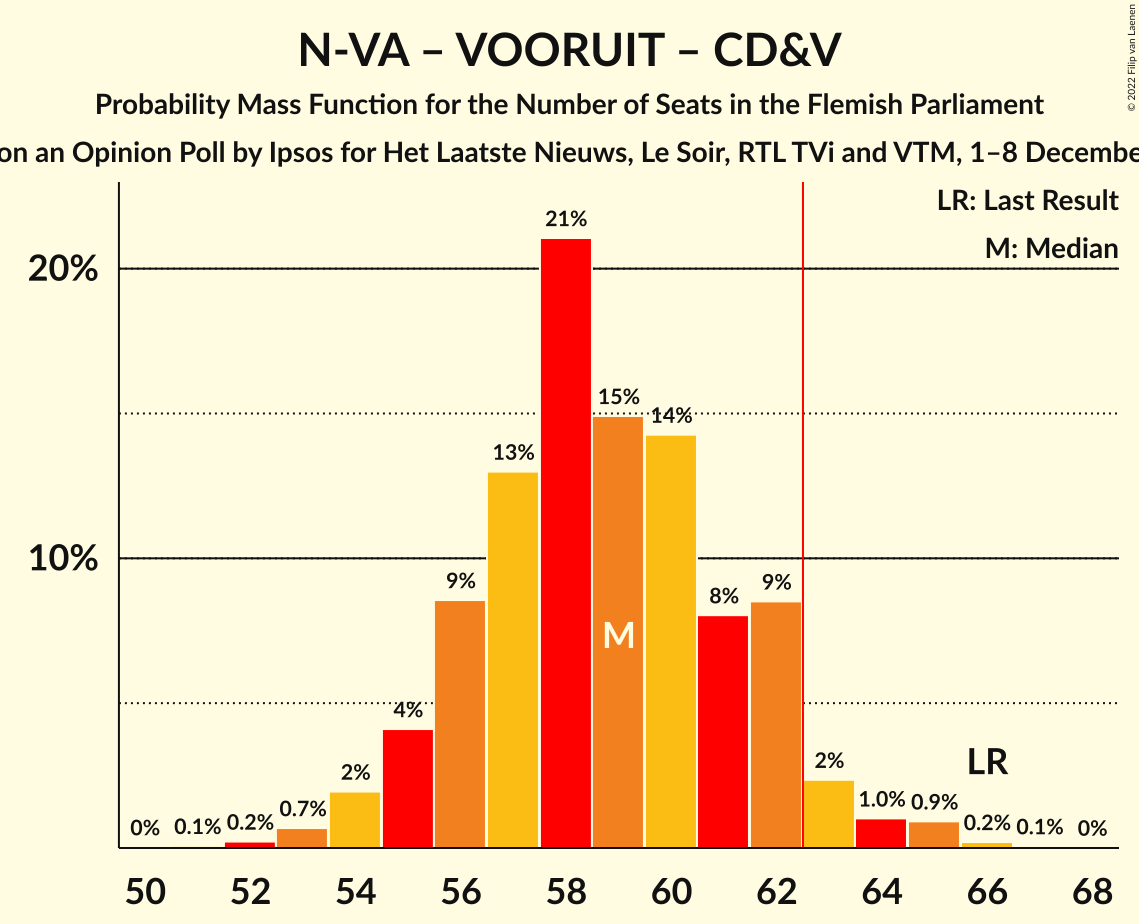 N-VA – VOORUIT – CD&V
Probability Mass Function for the Number of Seats in the Flemish Parliament
on an Opinion Poll by Ipsos for Het Laatste Nieuws, Le Soir, RTL TVi and VTM, 1–8 Decembe
© 2022 Filip van Laenen
LR: Last Result
M: Median
20%
10%
0%
0.1%
0.2%
0.7%
2%
4%
9%
13%
21%
15%
14%
8%
9%
2%
1.0%
0.9%
0.2%
0.1%
0%
M
LR
50 52 54 56 58 60 62 64 66 68